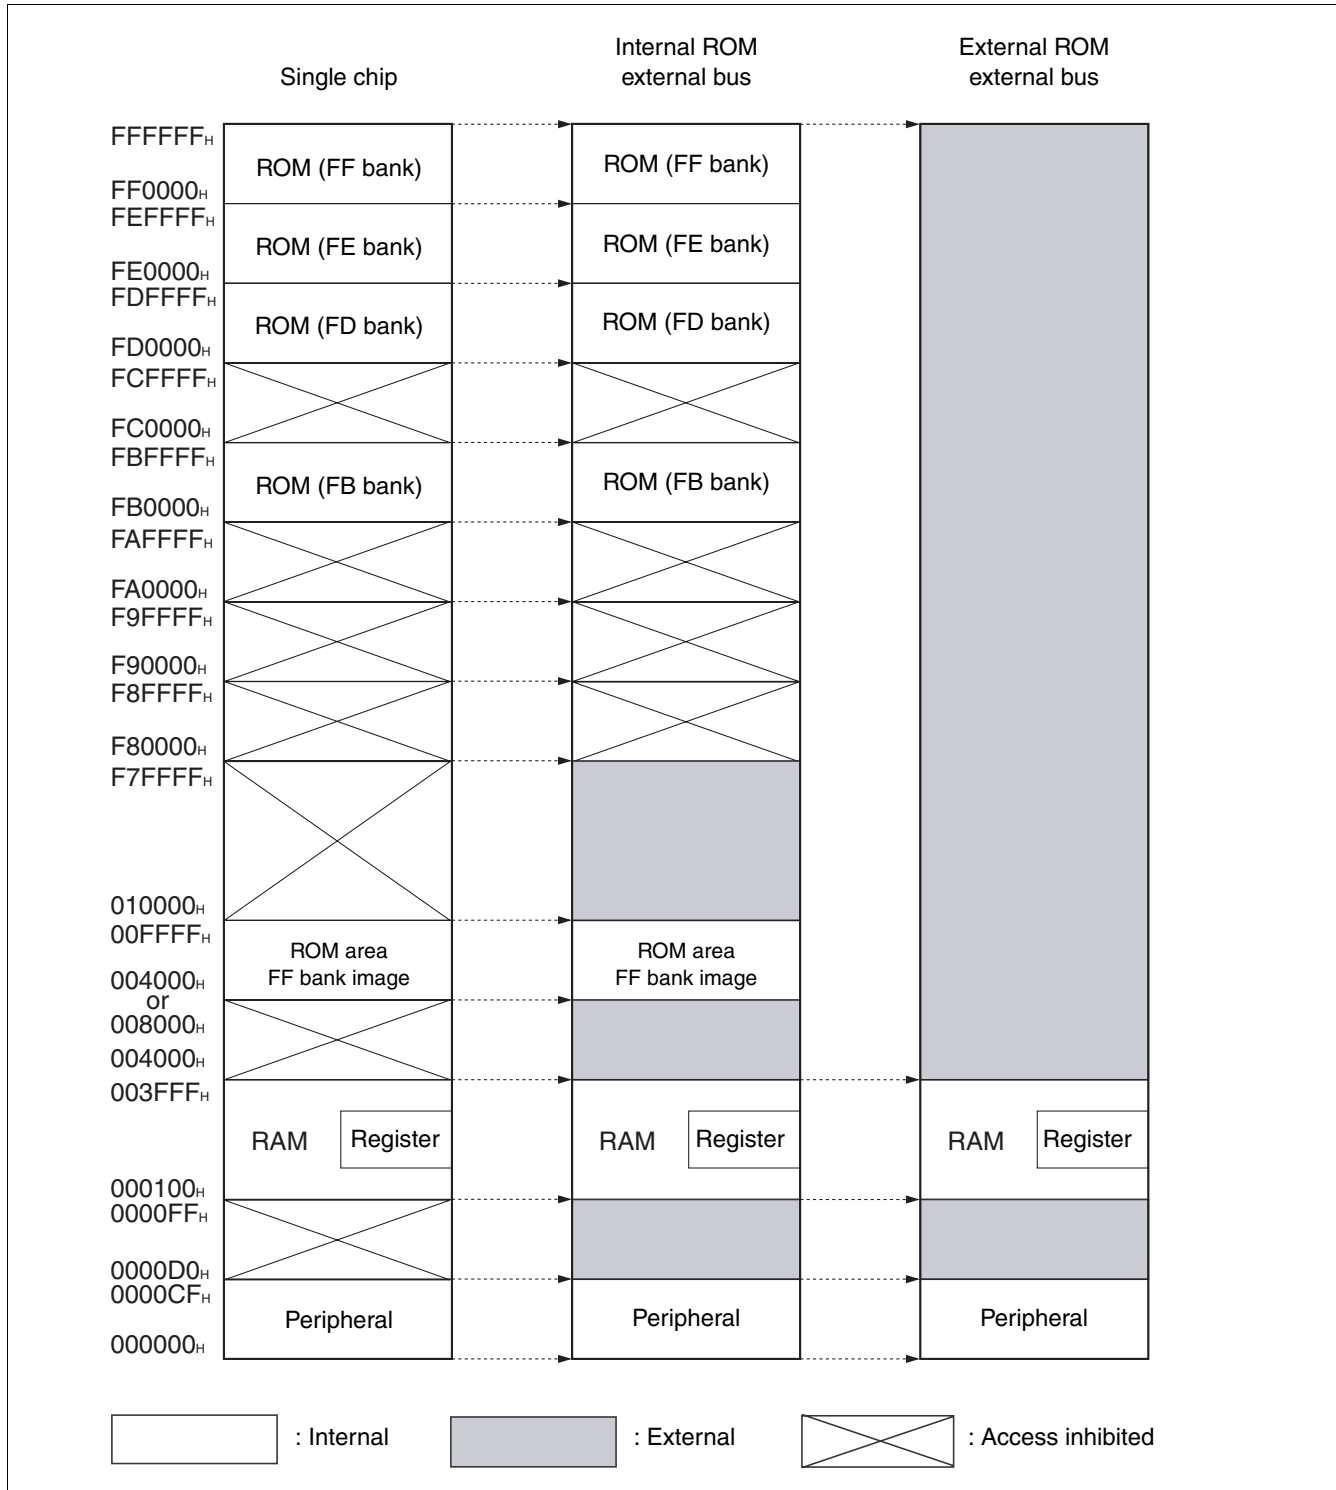 Single chip
Internal ROM
external bus
External ROM
external bus
FFFFFFH
ROM (FF bank)
ROM (FF bank)
FF0000H
FEFFFFH
ROM (FE bank)
ROM (FE bank)
FE0000H
FDFFFFH
ROM (FD bank)
ROM (FD bank)
FD0000H
FCFFFFH
FC0000H
FBFFFFH
ROM (FB bank)
ROM (FB bank)
FB0000H
FAFFFFH
FA0000H
F9FFFFH
F90000H
F8FFFFH
F80000H
F7FFFFH
010000H
00FFFFH
ROM area
FF bank image
ROM area
FF bank image
004000H
or
008000H
004000H
003FFFH
RAM
Register
RAM
Register
RAM
Register
000100H
0000FFH
0000D0H
0000CFH
Peripheral
Peripheral
Peripheral
000000H
: Internal
: External
: Access inhibited